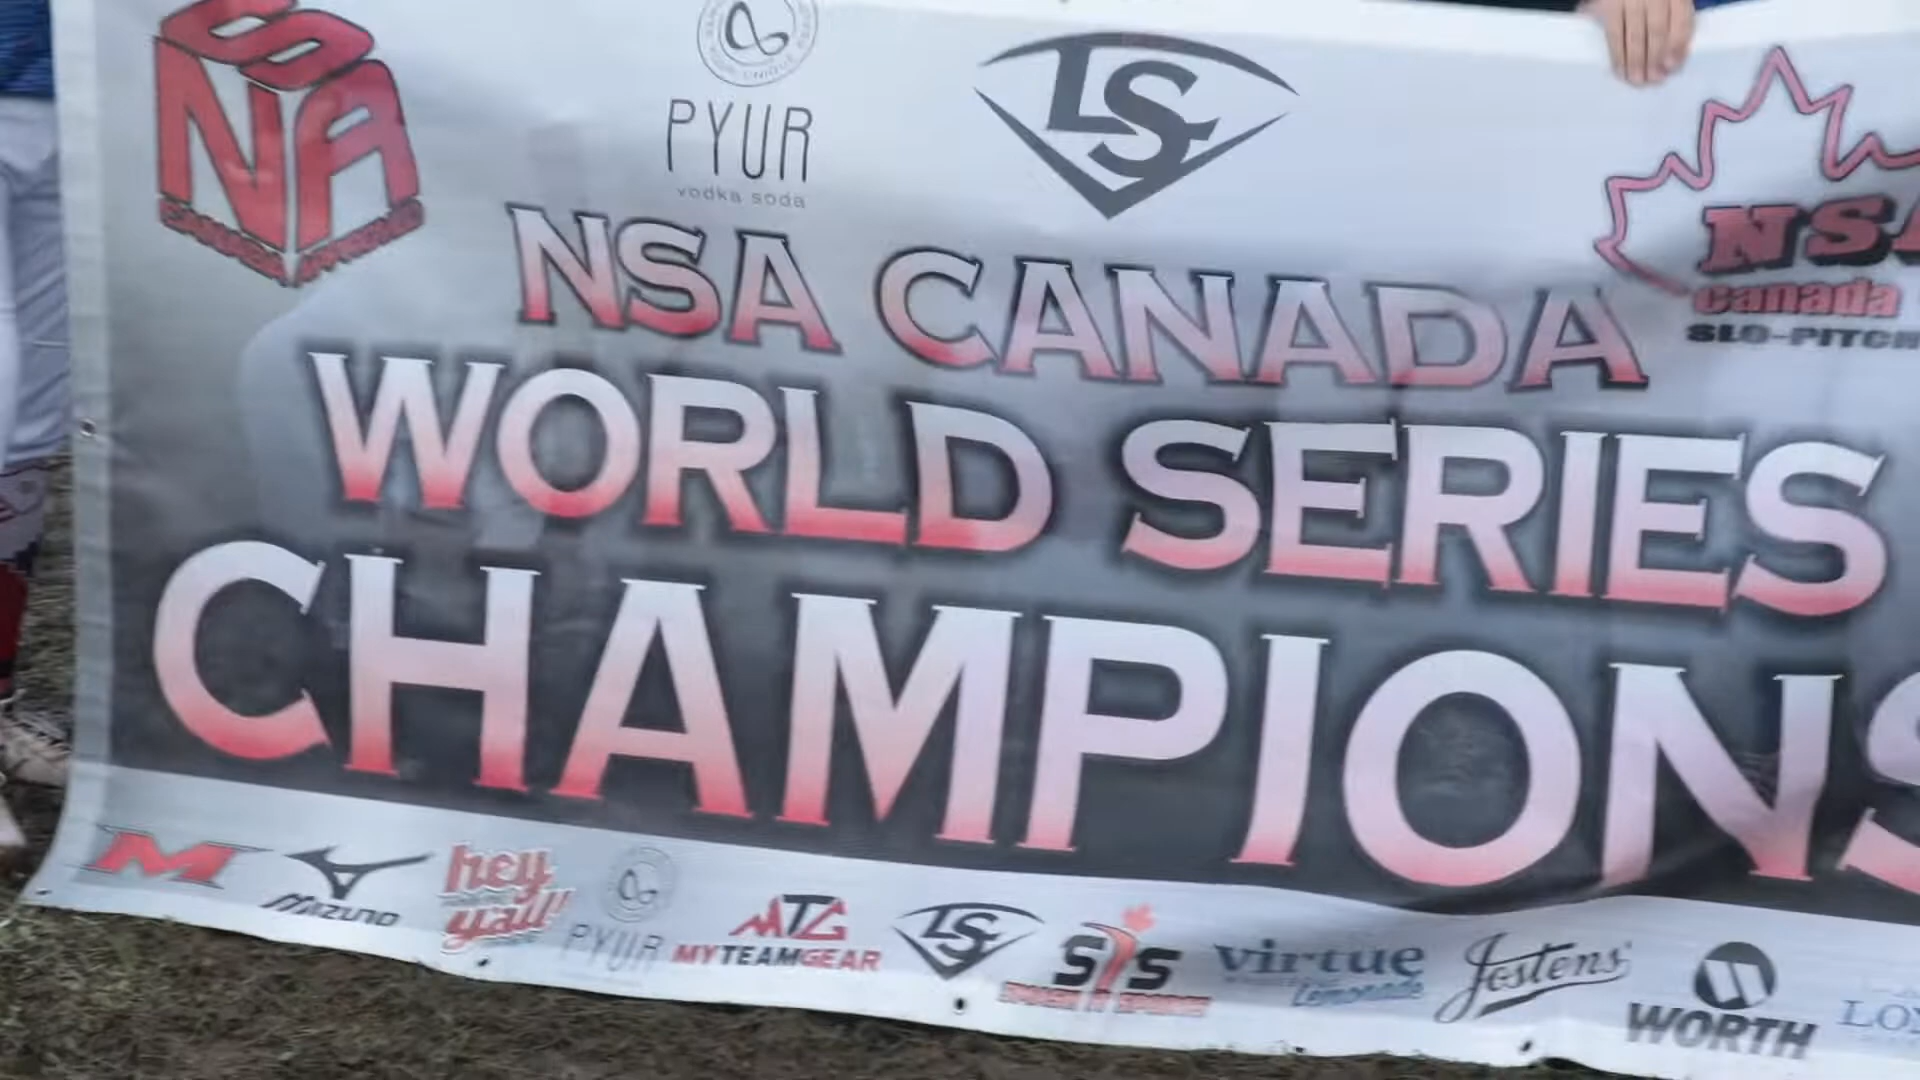 SNA
PYUR
vodka soda
LS
NSA
Canada
SLO-PITCH
NSA CANADA
WORLD SERIES
CHAMPIONS
M
MIZUNO
hey
y'all!
PYUR
MTG
MYTEAMGEAR
LS
SIS
virtue
Lemonade
Jostens
WORTH